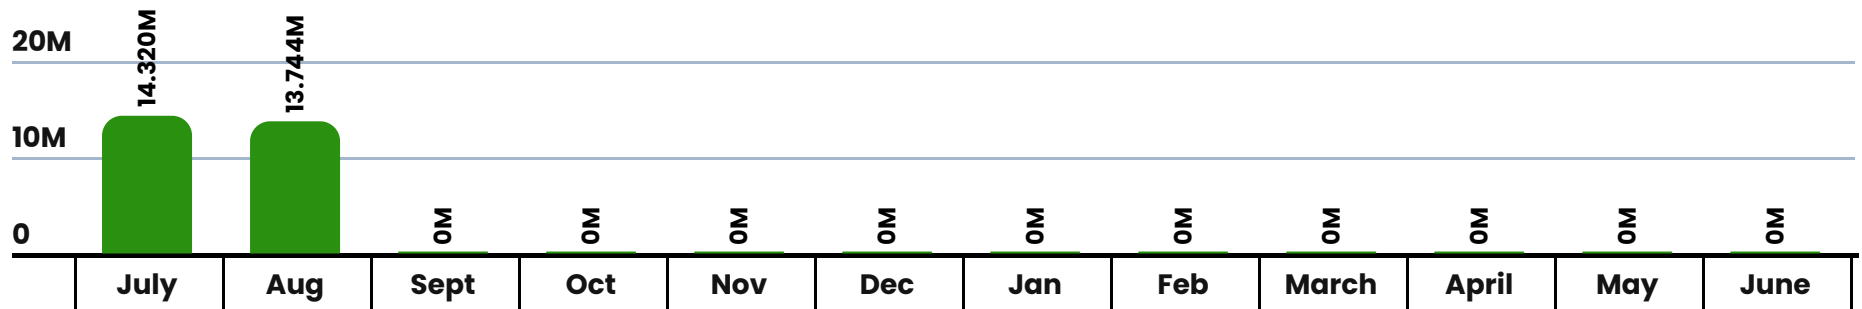 20M
10M
0
14.320M
13.744M
0M
0M
0M
0M
0M
0M
0M
0M
0M
0M
July
Aug
Sept
Oct
Nov
Dec
Jan
Feb
March
April
May
June